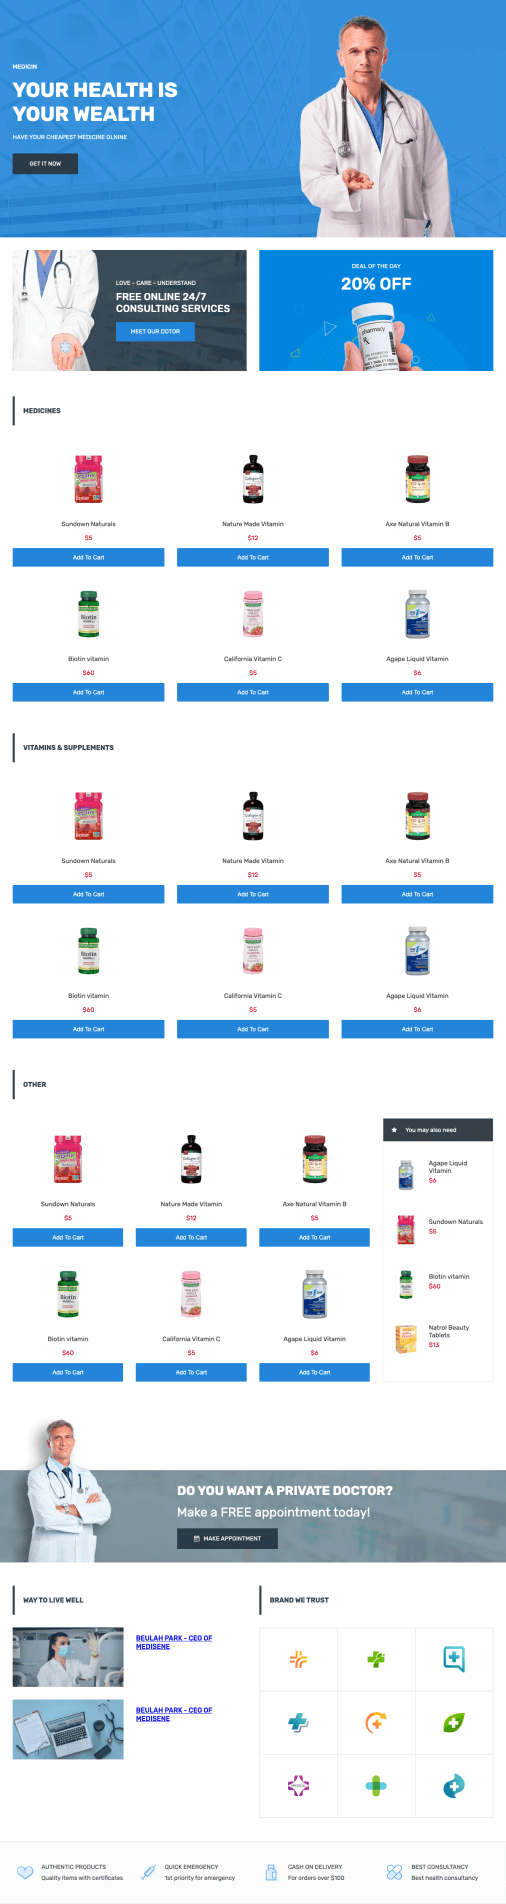 MEDICIN
YOUR HEALTH IS
YOUR WEALTH
HAVE YOUR CHEAPEST MEDICINE OLNINE
GET IT NOW
LOVE - CARE - UNDERSTAND
FREE ONLINE 24/7
CONSULTING SERVICES
MEET OUR DOTOR
DEAL OF THE DAY
20% OFF
pharmacy
MEDICINES
Sundown Naturals
$5
Add To Cart
Nature Made Vitamin
$12
Add To Cart
Axe Natural Vitamin B
$5
Add To Cart
Biotin
Biotin vitamin
$60
Add To Cart
California Vitamin C
$5
Add To Cart
Agape Liquid Vitamin
$6
Add To Cart
VITAMINS & SUPPLEMENTS
Sundown Naturals
$5
Add To Cart
Nature Made Vitamin
$12
Add To Cart
Axe Natural Vitamin B
$5
Add To Cart
Biotin
Biotin vitamin
$60
Add To Cart
California Vitamin C
$5
Add To Cart
Agape Liquid Vitamin
$6
Add To Cart
OTHER
Sundown Naturals
$5
Add To Cart
Nature Made Vitamin
$12
Add To Cart
Axe Natural Vitamin B
$5
Add To Cart
Biotin
Biotin vitamin
$60
Add To Cart
California Vitamin C
$5
Add To Cart
Agape Liquid Vitamin
$6
Add To Cart
You may also need
Agape Liquid
Vitamin
$6
Sundown Naturals
$5
Biotin vitamin
$60
Natrol Beauty
Tablets
$13
DO YOU WANT A PRIVATE DOCTOR?
Make a FREE appointment today!
MAKE APPOINTMENT
WAY TO LIVE WELL
BEULAH PARK - CEO OF
MEDISENE
BEULAH PARK - CEO OF
MEDISENE
BRAND WE TRUST
AUTHENTIC PRODUCTS
Quality items with certificates
QUICK EMERGENCY
1st priority for emergency
CASH ON DELIVERY
For orders over $100
BEST CONSULTANCY
Best health consultancy